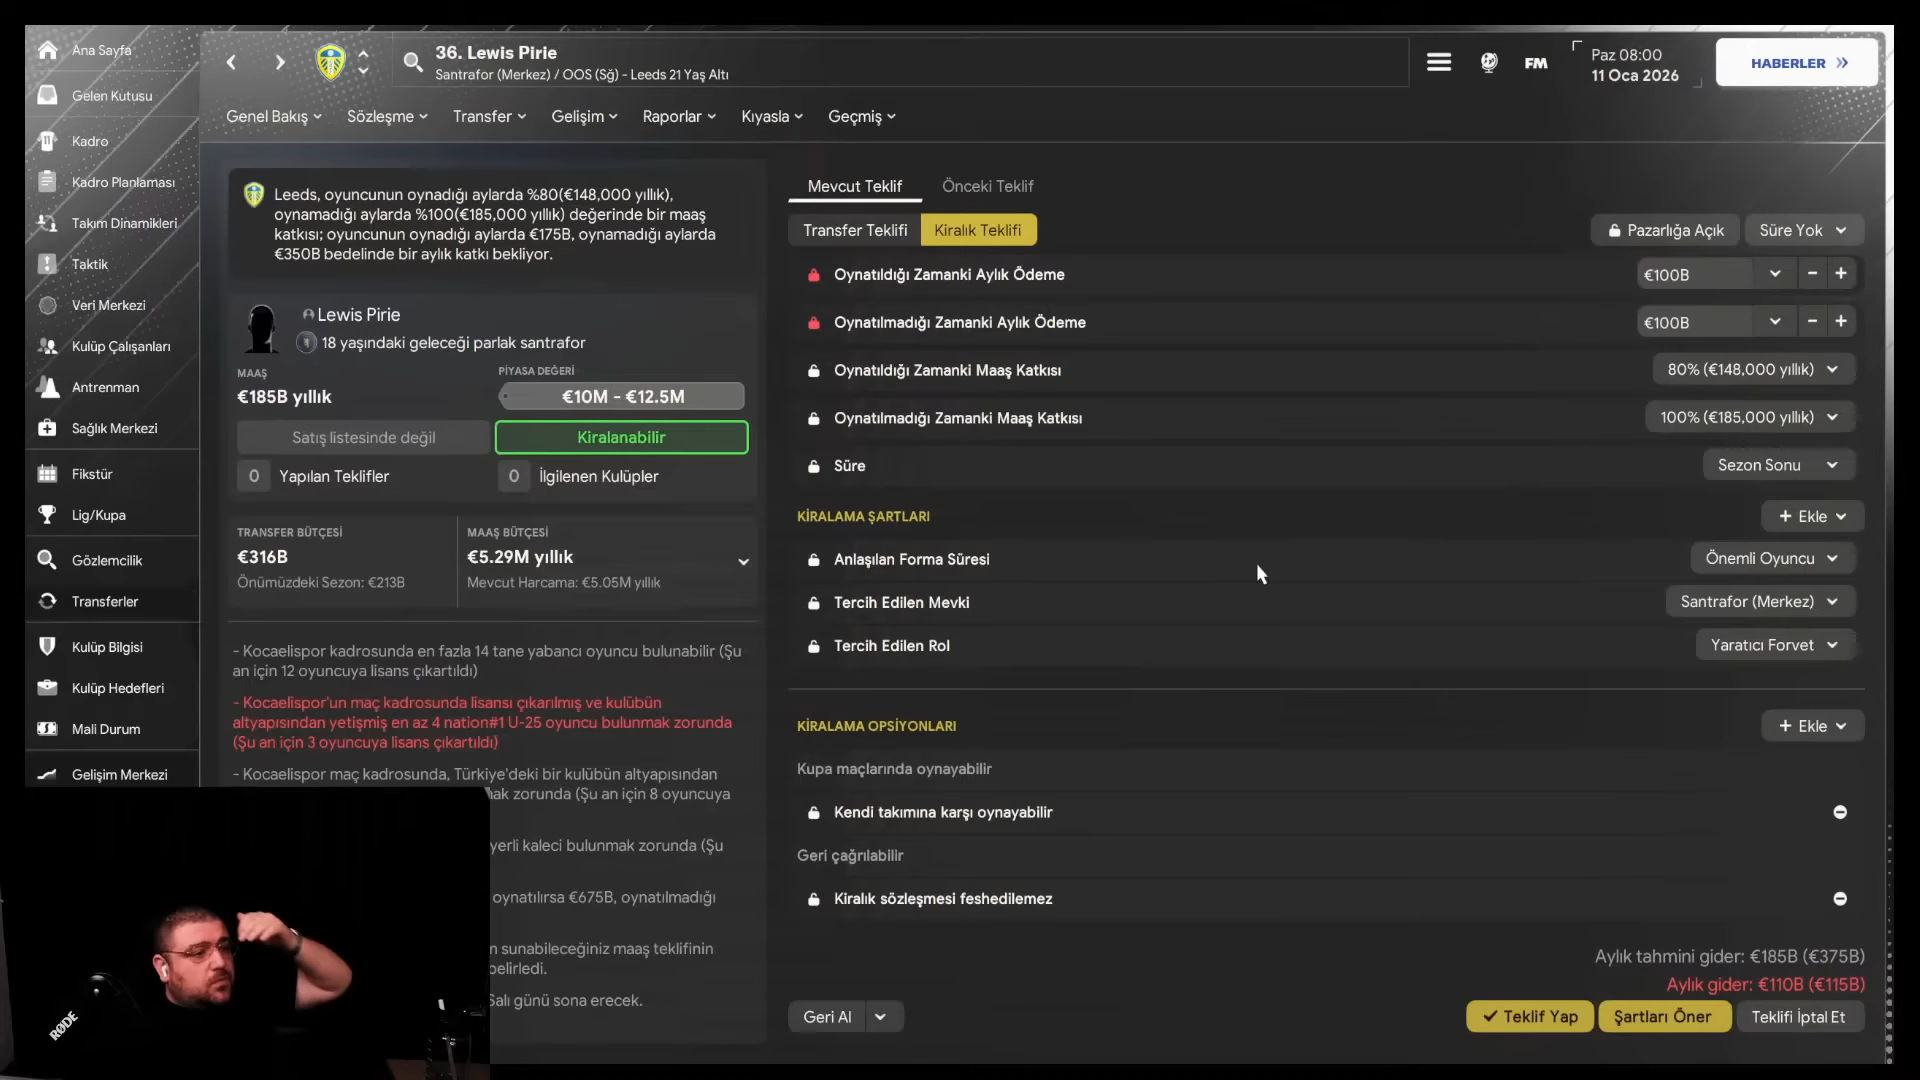 Ana Sayfa
Gelen Kutusu
Kadro
Kadro Planlaması
Takım Dinamikleri
Taktik
Veri Merkezi
Kulüp Çalışanları
Antrenman
Sağlık Merkezi
Fikstür
Lig/Kupa
Gözlemcilik
Transferler
Kulüp Bilgisi
Kulüp Hedefleri
Mali Durum
Gelişim Merkezi
36. Lewis Pirie
Santrafor (Merkez) / OOS (Sğ) - Leeds 21 Yaş Altı
FM
Paz 08:00
11 Oca 2026
HABERLER
Genel Bakış
Sözleşme
Transfer
Gelişim
Raporlar
Kıyasla
Geçmiş
Leeds, oyuncunun oynadığı aylarda %80(€148,000 yıllık),
oynamadığı aylarda %100(€185,000 yıllık) değerinde bir maaş
katkısı; oyuncunun oynadığı aylarda €175B, oynamadığı aylarda
€350B bedelinde bir aylık katkı bekliyor.
Lewis Pirie
18 yaşındaki geleceği parlak santrafor
MAAŞ
€185B yıllık
PİYASA DEĞERİ
€10M - €12.5M
Satış listesinde değil
Kiralanabilir
0 Yapılan Teklifler
0 İlgilenen Kulüpler
TRANSFER BÜTÇESİ
€316B
Önümüzdeki Sezon: €213B
MAAŞ BÜTÇESİ
€5.29M yıllık
Mevcut Harcama: €5.05M yıllık
- Kocaelispor kadrosunda en fazla 14 tane yabancı oyuncu bulunabilir (Şu
an için 12 oyuncuya lisans çıkartıldı)
- Kocaelispor'un maç kadrosunda lisansı çıkarılmış ve kulübün
altyapısından yetişmiş en az 4 nation#1 U-25 oyuncu bulunmak zorunda
(Şu an için 3 oyuncuya lisans çıkartıldı)
- Kocaelispor maç kadrosunda, Türkiye'deki bir kulübün altyapısından
zorunda (Şu an için 8 oyuncuya
yerli kaleci bulunmak zorunda (Şu
oynatılırsa €675B, oynatılmadığı
sunabileceğiniz maaş teklifinin
belirledi.
Salı günü sona erecek.
RØDE
Mevcut Teklif
Önceki Teklif
Transfer Teklifi
Kiralık Teklifi
Pazarlığa Açık
Süre Yok
Oynatıldığı Zamanki Aylık Ödeme
€100B
Oynatılmadığı Zamanki Aylık Ödeme
€100B
Oynatıldığı Zamanki Maaş Katkısı
80% (€148,000 yıllık)
Oynatılmadığı Zamanki Maaş Katkısı
100% (€185,000 yıllık)
Süre
Sezon Sonu
KİRALAMA ŞARTLARI
+ Ekle
Anlaşılan Forma Süresi
Önemli Oyuncu
Tercih Edilen Mevki
Santrafor (Merkez)
Tercih Edilen Rol
Yaratıcı Forvet
KİRALAMA OPSİYONLARI
+ Ekle
Kupa maçlarında oynayabilir
Kendi takımına karşı oynayabilir
Geri çağrılabilir
Kiralık sözleşmesi feshedilemez
Aylık tahmini gider: €185B (€375B)
Aylık gider: €110B (€115B)
Geri Al
Teklif Yap
Şartları Öner
Teklifi İptal Et